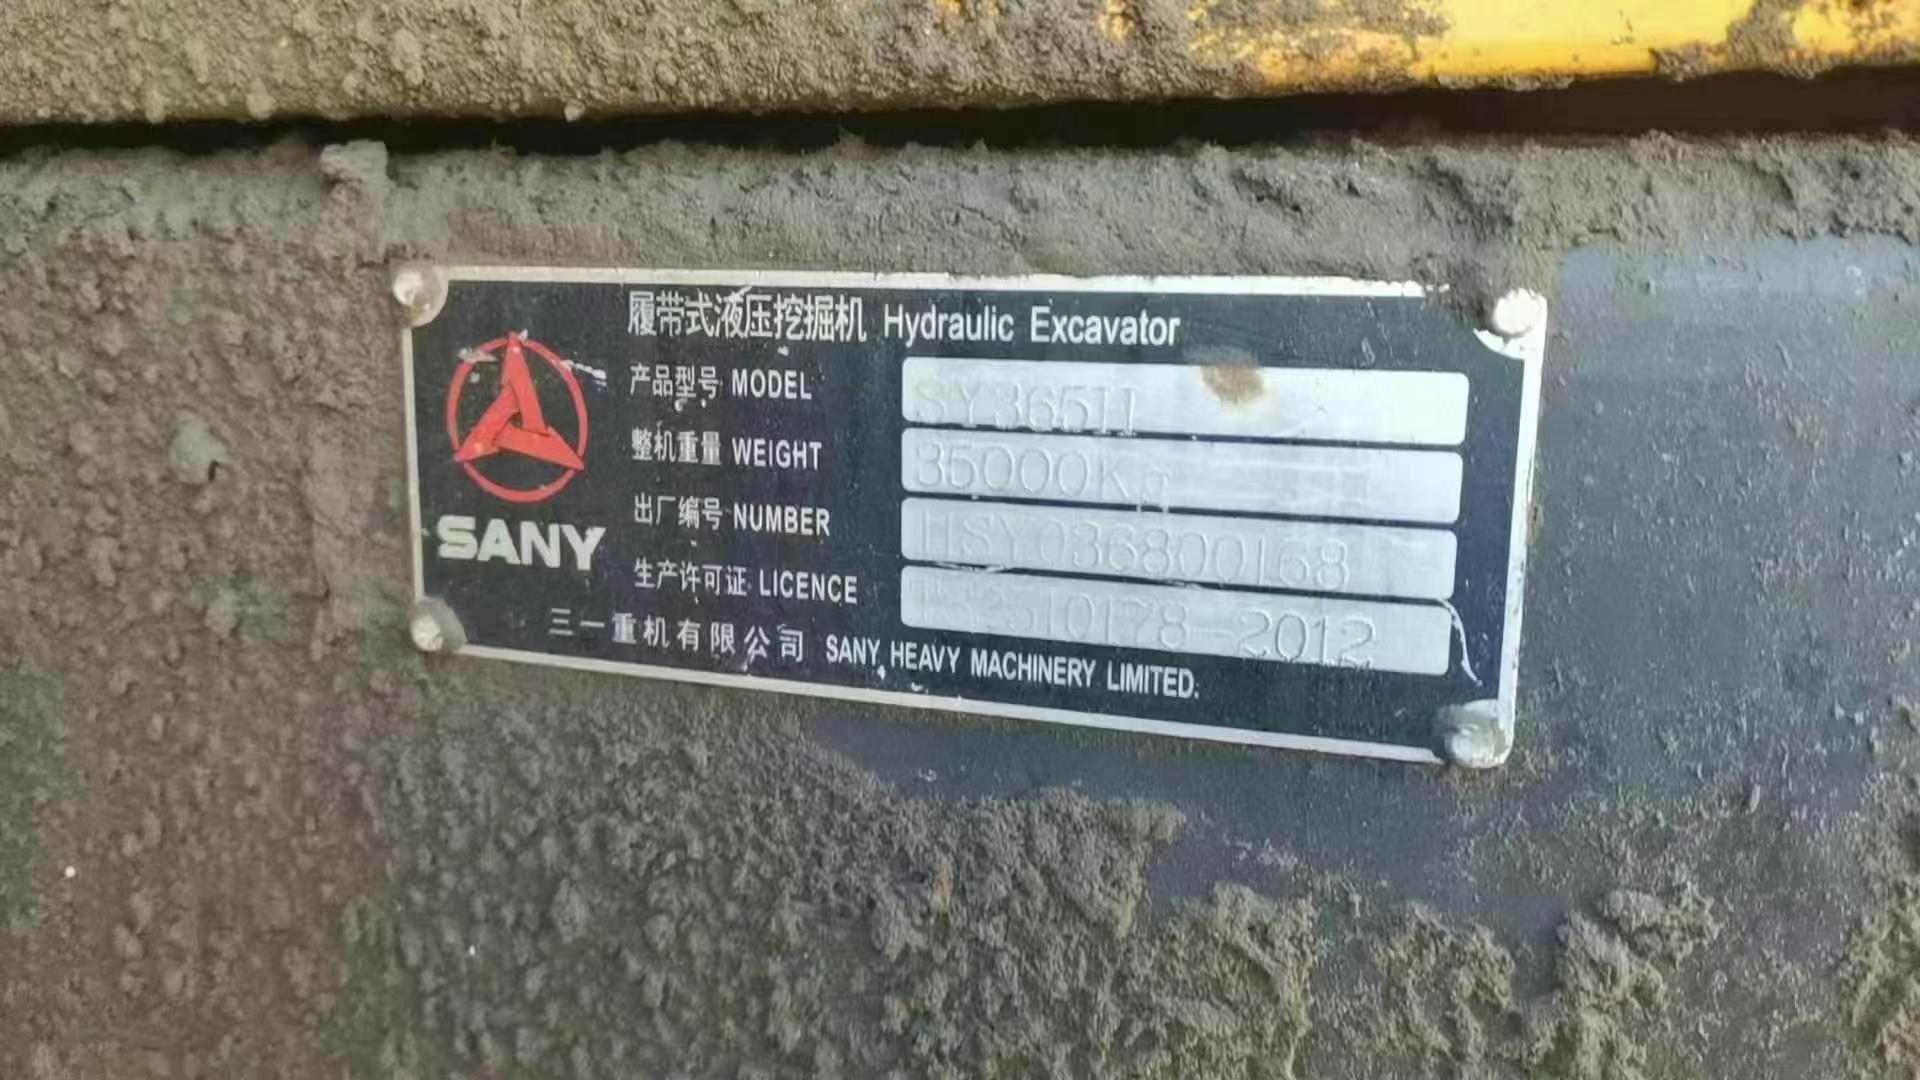 履带式液压挖掘机 Hydraulic Excavator
产品型号 MODEL SY365H
整机重量 WEIGHT 35000Kg
出厂编号 NUMBER HSY036800168
生产许可证 LICENCE TS2510178-2012
三一重机有限公司 SANY HEAVY MACHINERY LIMITED.
SANY